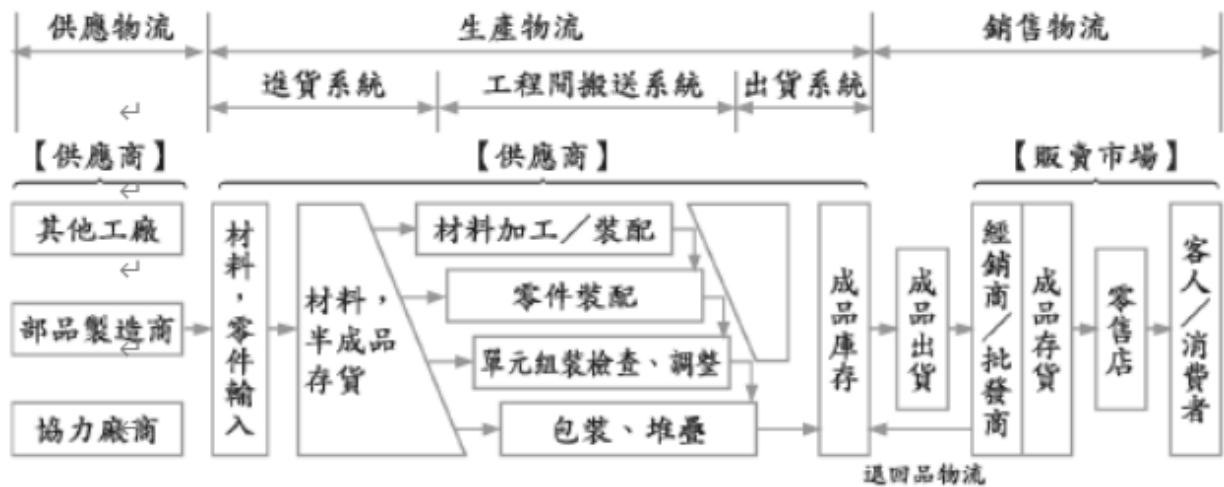 供應物流
生產物流
銷售物流
進貨系統
工程間搬送系統
出貨系統
【供應商】
【供應商】
【販賣市場】
其他工廠
部品製造商
協力廠商
材料，零件輸入
材料，
半成品
存貨
材料加工／裝配
零件裝配
單元組裝檢查、調整
包裝、堆疊
成品庫存
成品出貨
經銷商／批發商
成品存貨
零售店
客人／消費者
退回品物流